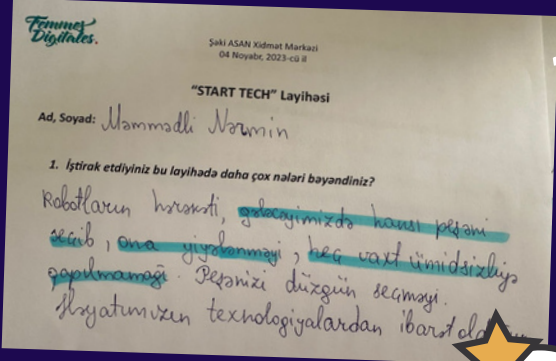 Femmes
Digitales.
Şəki ASAN Xidmət Mərkəzi
04 Noyabr, 2023-cü il
“START TECH” Layihəsi
Ad, Soyad: Məmmədli Nərmin
1. İştirak etdiyiniz bu layihədə daha çox nələri bəyəndiniz?
Robotların hərəkəti, gələcəyimizdə hansı peşəni
seçib, ona yiyələnməyi, heç vaxt ümidsizliyə
qapılmamağı. Peşənizi düzgün seçməyi.
Həyatımızın texnologiyalardan ibarət